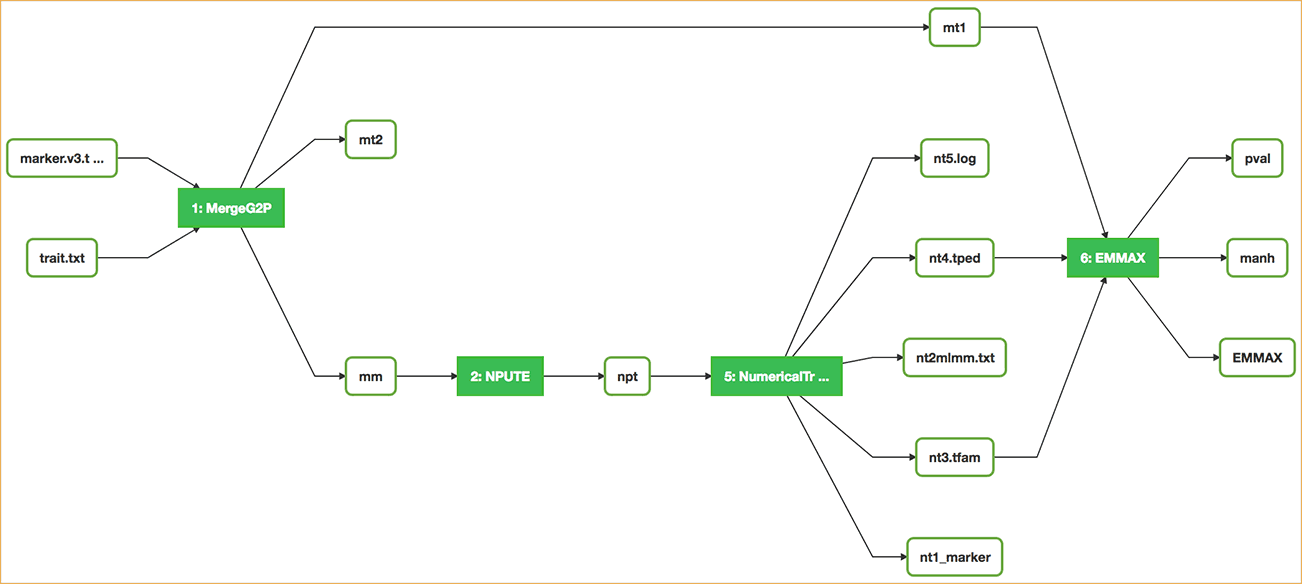 mt1
mt2
marker.v3.t ...
nt5.log
pval
1: MergeG2P
trait.txt
nt4.tped
6: EMMAX
manh
nt2mlmm.txt
EMMAX
mm
2: NPUTE
npt
5: NumericalTr ...
nt3.tfam
nt1_marker